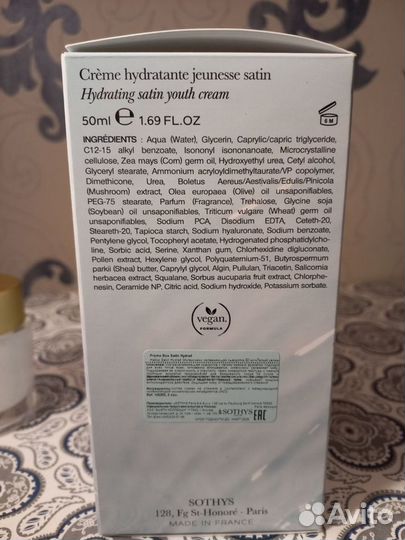 Crème hydratante jeunesse satin
Hydrating satin youth cream
50ml e 1.69 FL.OZ
6 M
INGRÉDIENTS : Aqua (Water), Glycerin, Caprylic/capric triglyceride,
C12-15 alkyl benzoate, Isononyl isononanoate, Microcrystalline
cellulose, Zea mays (Corn) germ oil, Hydroxyethyl urea, Cetyl alcohol,
Glyceryl stearate, Ammonium acryloyldimethyltaurate/VP copolymer,
Dimethicone, Urea, Boletus Aereus/Aestivalis/Edulis/Pinicola
(Mushroom) extract, Olea europaea (Olive) oil unsaponifiables,
PEG-75 stearate, Parfum (Fragrance), Trehalose, Glycine soja
(Soybean) oil unsaponifiables, Triticum vulgare (Wheat) germ oil
unsaponifiables, Sodium PCA, Disodium EDTA, Ceteth-20,
Steareth-20, Tapioca starch, Sodium hyaluronate, Sodium benzoate,
Pentylene glycol, Tocopheryl acetate, Hydrogenated phosphatidylcho-
line, Sorbic acid, Serine, Xanthan gum, Chlorhexidine digluconate,
Pollen extract, Hexylene glycol, Polyquaternium-51, Butyrospermum
parkii (Shea) butter, Caprylyl glycol, Algin, Pullulan, Triacetin, Salicornia
herbacea extract, Squalane, Sorbus aucuparia fruit extract, Chlorphe-
nesin, Ceramide NP, Citric acid, Sodium hydroxide, Potassium sorbate.
vegan
FORMULA
SOTHYS EAC
SOTHYS
128, Fg St-Honoré - Paris
MADE IN FRANCE
Avito